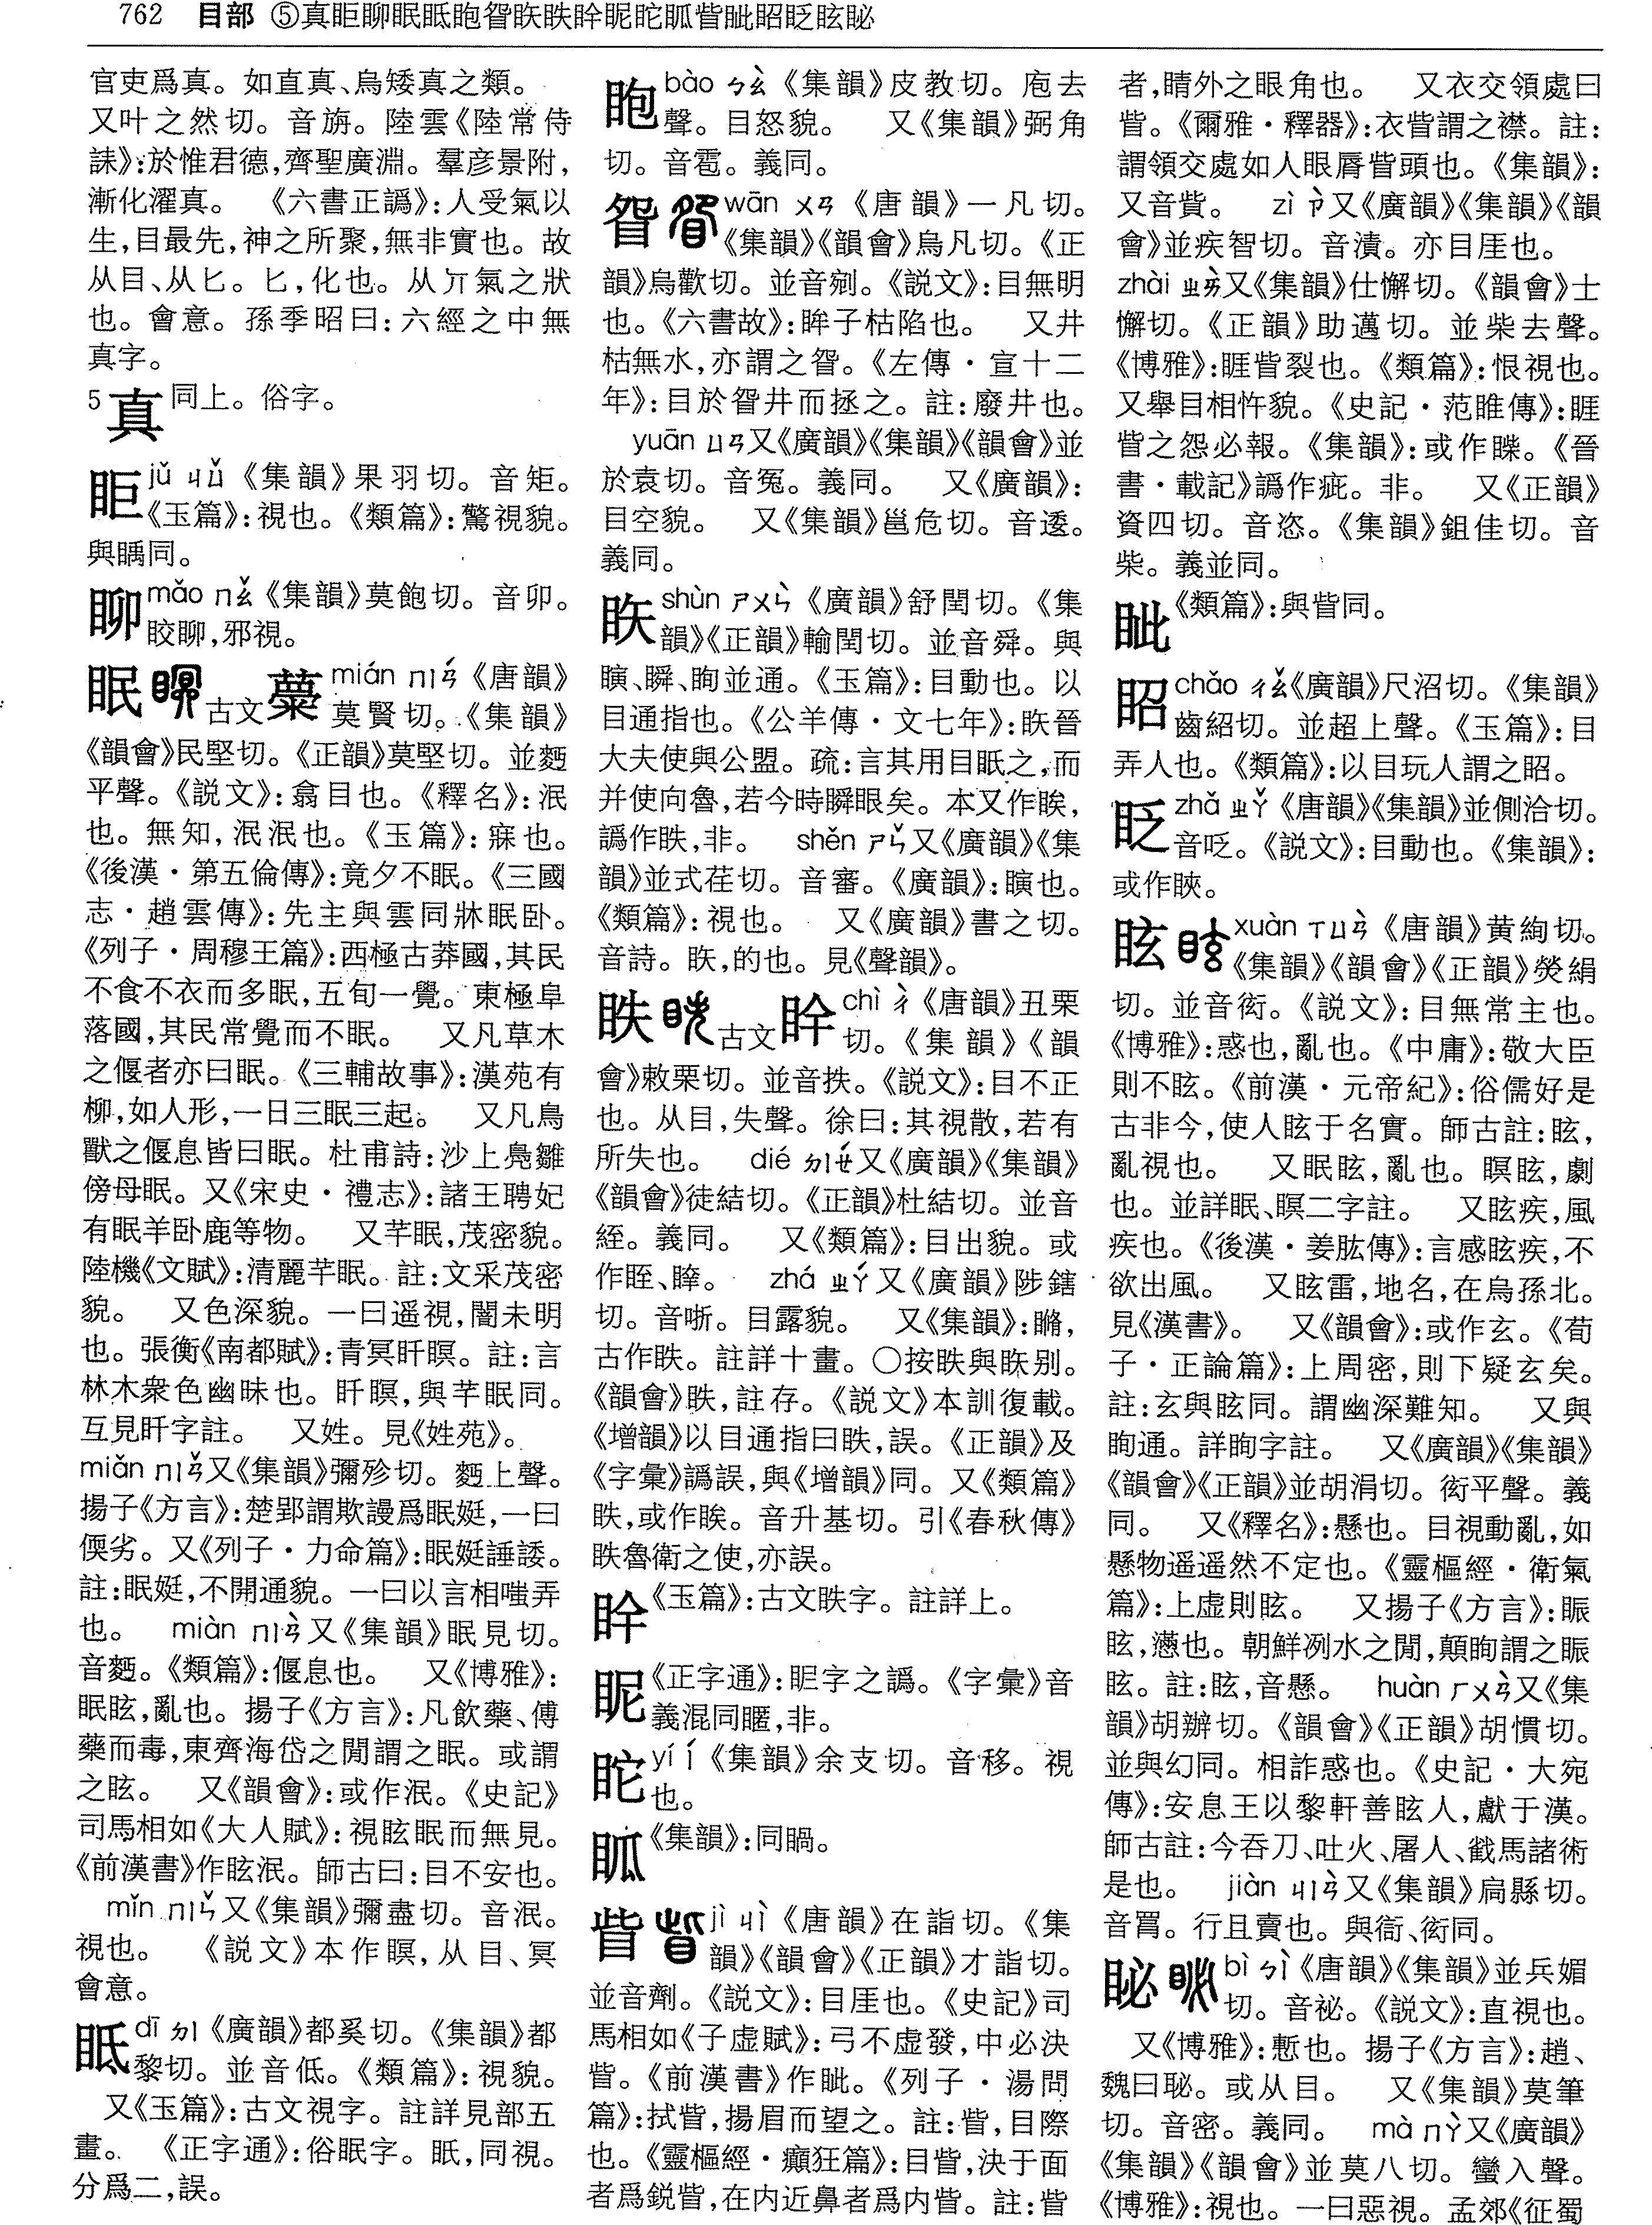 762 目部 ⑤真䀠聊眠眡䀡眢眣眣䀢眤䀥䀦眥眦眧眨眩眫
官吏爲真。如直真、烏矮真之類。
又叶之然切。音旃。陸雲《陸常侍
誄》：於惟君德，齊聖廣淵。羣彦景附，
漸化濯真。　《六書正譌》：人受氣以
生，目最先，神之所聚，無非實也。故
从目、从匕。匕，化也。从丌氣之狀
也。會意。孫季昭曰：六經之中無
真字。
5 真 同上。俗字。
jǔ ㄐㄩˇ《集韻》果羽切。音矩。
《玉篇》：視也。《類篇》：驚視貌。
與瞩同。
mǎo ㄇㄠˇ《集韻》莫飽切。音卯。
邪視。
眠 古文 mián ㄇㄧㄢˊ《唐韻》
莫賢切。《集韻》
《韻會》民堅切。《正韻》莫堅切。並麪
平聲。《説文》：翕目也。《釋名》：泯
也。無知，泯泯也。《玉篇》：寐也。
《後漢·第五倫傳》：竟夕不眠。《三國
志·趙雲傳》：先主與雲同牀眠卧。
《列子·周穆王篇》：西極古莽國，其民
不食不衣而多眠，五旬一覺。東極阜
落國，其民常覺而不眠。　又凡草木
之偃者亦曰眠。《三輔故事》：漢苑有
柳，如人形，一日三眠三起。　又凡鳥
獸之偃息皆曰眠。杜甫詩：沙上鳧雛
傍母眠。又《宋史·禮志》：諸王聘妃
有眠羊卧鹿等物。　又芊眠，茂密貌。
陸機《文賦》：清麗芊眠。註：文采茂密
貌。　又色深貌。一曰遥視，闇未明
也。張衡《南都賦》：青冥盰瞑。註：言
林木衆色幽昧也。盰瞑，與芊眠同。
互見盰字註。　又姓。見《姓苑》。
miǎn ㄇㄧㄢˇ又《集韻》彌殄切。麪上聲。
揚子《方言》：楚郢謂欺謾爲眠娗，一曰
偄劣。又《列子·力命篇》：眠娗諈諉。
註：眠娗，不開通貌。一曰以言相嗤弄
也。　miàn ㄇㄧㄢˋ又《集韻》眠見切。
音麪。《類篇》：偃息也。　又《博雅》：
眠眩，亂也。揚子《方言》：凡飲藥、傅
藥而毒，東齊海岱之閒謂之眠。或謂
之眩。　又《韻會》：或作泯。《史記》
司馬相如《大人賦》：視眩眠而無見。
《前漢書》作眩泯。師古曰：目不安也。
mǐn ㄇㄧㄣˇ又《集韻》彌盡切。音泯。
視也。　《説文》本作瞑，从目、冥
會意。
眡 dī ㄉㄧ《廣韻》都奚切。《集韻》都
黎切。並音低。《類篇》：視貌。
又《玉篇》：古文視字。註詳見部五
畫。　《正字通》：俗眠字。眂，同視。
分爲二，誤。
bào ㄅㄠˋ《集韻》皮教切。庖去
聲。目怒貌。　又《集韻》弼角
切。音雹。義同。
眢 wān ㄨㄢ《唐韻》一凡切。
《集韻》《韻會》烏凡切。《正
韻》烏歡切。並音剜。《説文》：目無明
也。《六書故》：眸子枯陷也。　又井
枯無水，亦謂之眢。《左傳·宣十二
年》：目於眢井而拯之。註：廢井也。
yuān ㄩㄢ又《廣韻》《集韻》《韻會》並
於袁切。音冤。義同。　又《廣韻》：
目空貌。　又《集韻》邕危切。音逶。
義同。
shùn ㄕㄨㄣˋ《廣韻》舒閏切。《集
韻》《正韻》輸閏切。並音舜。與
瞚、瞬、眴並通。《玉篇》：目動也。以
目通指也。《公羊傳·文七年》：眣晉
大夫使與公盟。疏：言其用目眂之，而
并使向魯，若今時瞬眼矣。本又作䀢，
譌作眣，非。　shěn ㄕㄣˇ又《廣韻》《集
韻》並式荏切。音審。《廣韻》：瞚也。
《類篇》：視也。　又《廣韻》書之切。
音詩。䀢，的也。見《聲韻》。
眣 古文 chì ㄔˋ《唐韻》丑栗
切。《集韻》《韻
會》敕栗切。並音抶。《説文》：目不正
也。从目，失聲。徐曰：其視散，若有
所失也。　dié ㄉㄧㄝˊ又《廣韻》《集韻》
《韻會》徒結切。《正韻》杜結切。並音
絰。義同。　又《類篇》：目出貌。或
作眰、䁊。　zhá ㄓㄚˊ又《廣韻》陟鎋
切。音哳。目露貌。　又《集韻》：䁋，
古作眣。註詳十畫。〇按眣與䀢别。
《韻會》眣，註存。《説文》本訓復載。
《增韻》以目通指曰眣，誤。《正韻》及
《字彙》譌誤，與《增韻》同。又《類篇》
眣，或作䀢。音升基切。引《春秋傳》
眣魯衛之使，亦誤。
《玉篇》：古文眣字。註詳上。
眤 《正字通》：昵字之譌。《字彙》音
義混同暱，非。
yí ㄧˊ《集韻》余支切。音移。視
也。
《集韻》：同䁟。
眥 jì ㄐㄧˋ《唐韻》在詣切。《集
韻》《韻會》《正韻》才詣切。
並音劑。《説文》：目厓也。《史記》司
馬相如《子虚賦》：弓不虚發，中必決
眥。《前漢書》作眦。《列子·湯問
篇》：拭眥，揚眉而望之。註：眥，目際
也。《靈樞經·癲狂篇》：目眥，決于面
者爲鋭眥，在内近鼻者爲内眥。註：眥
者，睛外之眼角也。　又衣交領處曰
眥。《爾雅·釋器》：衣眥謂之襟。註：
謂領交處如人眼脣眥頭也。《集韻》：
又音貲。　zì ㄗˋ又《廣韻》《集韻》《韻
會》並疾智切。音漬。亦目厓也。
zhài ㄓㄞˋ又《集韻》仕懈切。《韻會》士
懈切。《正韻》助邁切。並柴去聲。
《博雅》：睚眥裂也。《類篇》：恨視也。
又舉目相忤貌。《史記·范睢傳》：睚
眥之怨必報。《集韻》：或作䁓。《晉
書·載記》譌作疵。非。　又《正韻》
資四切。音恣。《集韻》鉏佳切。音
柴。義並同。
眦 《類篇》：與眥同。
眧 chǎo ㄔㄠˇ《廣韻》尺沼切。《集韻》
齒紹切。並超上聲。《玉篇》：目
弄人也。《類篇》：以目玩人謂之眧。
眨 zhǎ ㄓㄚˇ《唐韻》《集韻》並側洽切。
音眨。《説文》：目動也。《集韻》：
或作䀹。
眩 xuàn ㄒㄩㄢˋ《唐韻》黄絢切。
《集韻》《韻會》《正韻》熒絹
切。並音衒。《説文》：目無常主也。
《博雅》：惑也，亂也。《中庸》：敬大臣
則不眩。《前漢·元帝紀》：俗儒好是
古非今，使人眩于名實。師古註：眩，
亂視也。　又眠眩，亂也。瞑眩，劇
也。並詳眠、瞑二字註。　又眩疾，風
疾也。《後漢·姜肱傳》：言感眩疾，不
欲出風。　又眩雷，地名，在烏孫北。
見《漢書》。　又《韻會》：或作玄。《荀
子·正論篇》：上周密，則下疑玄矣。
註：玄與眩同。謂幽深難知。　又與
眴通。詳眴字註。　又《廣韻》《集韻》
《韻會》《正韻》並胡涓切。衒平聲。義
同。　又《釋名》：懸也。目視動亂，如
懸物遥遥然不定也。《靈樞經·衛氣
篇》：上虚則眩。　又揚子《方言》：䀼
眩，懣也。朝鮮冽水之閒，顛眴謂之䀼
眩。註：眩，音懸。　huàn ㄏㄨㄢˋ又《集
韻》胡辦切。《韻會》《正韻》胡慣切。
並與幻同。相詐惑也。《史記·大宛
傳》：安息王以黎軒善眩人，獻于漢。
師古註：今吞刀、吐火、屠人、截馬諸術
是也。　jiàn ㄐㄧㄢˋ又《集韻》扃縣切。
音罥。行且賣也。與衙、衒同。
bì ㄅㄧˋ《唐韻》《集韻》並兵媚
切。音祕。《説文》：直視也。
又《博雅》：慙也。揚子《方言》：趙、
魏曰䀣。或从目。　又《集韻》莫筆
切。音密。義同。　mà ㄇㄚˋ又《廣韻》
《集韻》《韻會》並莫八切。蠻入聲。
《博雅》：視也。一曰惡視。孟郊《征蜀